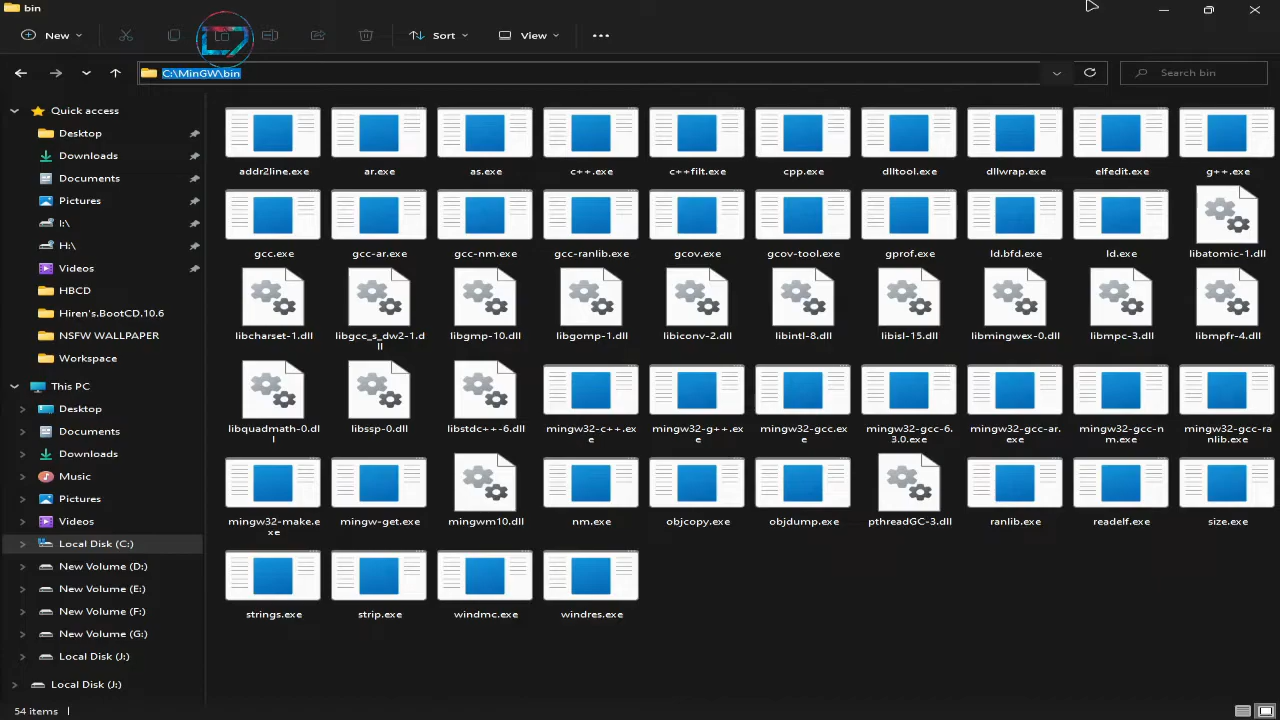 bin
New
Sort
View
C:\MinGW\bin
Search bin
Quick access
Desktop
Downloads
Documents
Pictures
I:\
H:\
Videos
HBCD
Hiren's.BootCD.10.6
NSFW WALLPAPER
Workspace
This PC
Desktop
Documents
Downloads
Music
Pictures
Videos
Local Disk (C:)
New Volume (D:)
New Volume (E:)
New Volume (F:)
New Volume (G:)
Local Disk (J:)
Local Disk (J:)
addr2line.exe ar.exe as.exe c++.exe c++filt.exe cpp.exe dlltool.exe dllwrap.exe elfedit.exe g++.exe
gcc.exe gcc-ar.exe gcc-nm.exe gcc-ranlib.exe gcov.exe gcov-tool.exe gprof.exe ld.bfd.exe ld.exe libatomic-1.dll
libcharset-1.dll libgcc_s_dw2-1.d libgmp-10.dll libgomp-1.dll libiconv-2.dll libintl-8.dll libisl-15.dll libmingwex-0.dll libmpc-3.dll libmpfr-4.dll
ll
libquadmath-0.dl libssp-0.dll libstdc++-6.dll mingw32-c++.ex mingw32-g++.ex mingw32-gcc.ex mingw32-gcc-6. mingw32-gcc-ar. mingw32-gcc-n mingw32-gcc-ra
l e e e 3.0.exe exe m.exe nlib.exe
mingw32-make.e mingw-get.exe mingwm10.dll nm.exe objcopy.exe objdump.exe pthreadGC-3.dll ranlib.exe readelf.exe size.exe
xe
strings.exe strip.exe windmc.exe windres.exe
54 items